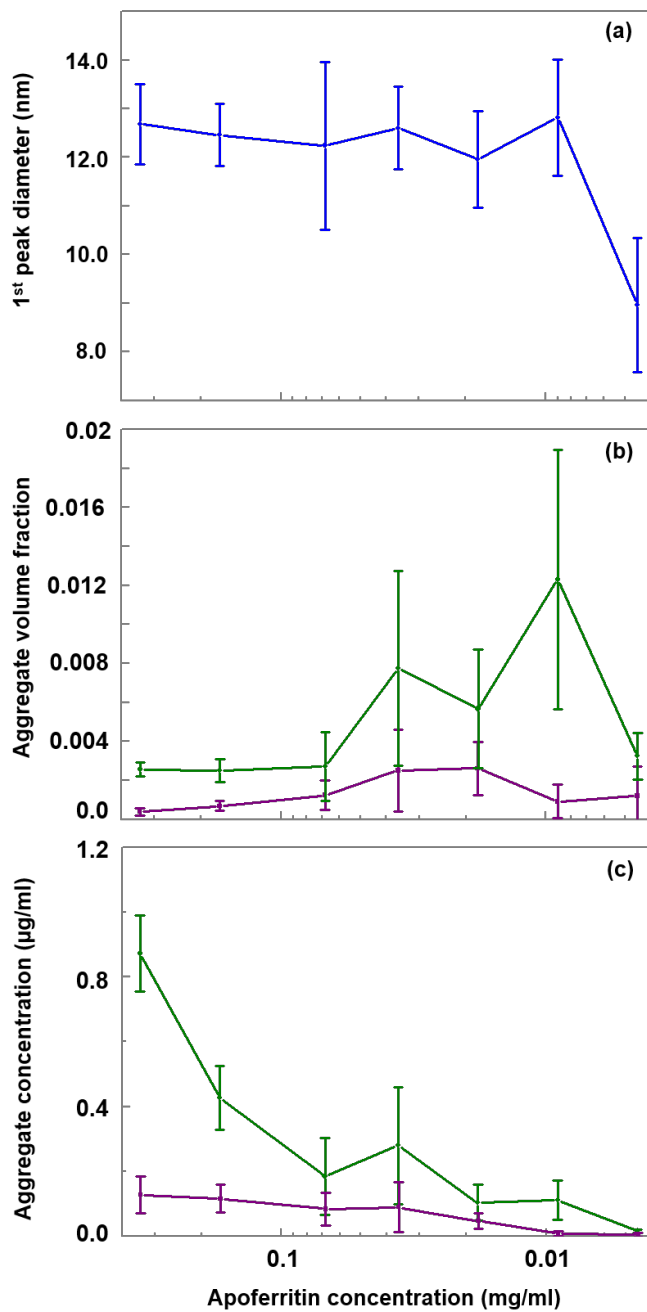 (a)
1st peak diameter (nm)
14.0
12.0
10.0
8.0
(b)
Aggregate volume fraction
0.02
0.016
0.012
0.008
0.004
0.0
(c)
Aggregate concentration (µg/ml)
1.2
0.8
0.4
0.0
0.1
0.01
Apoferritin concentration (mg/ml)